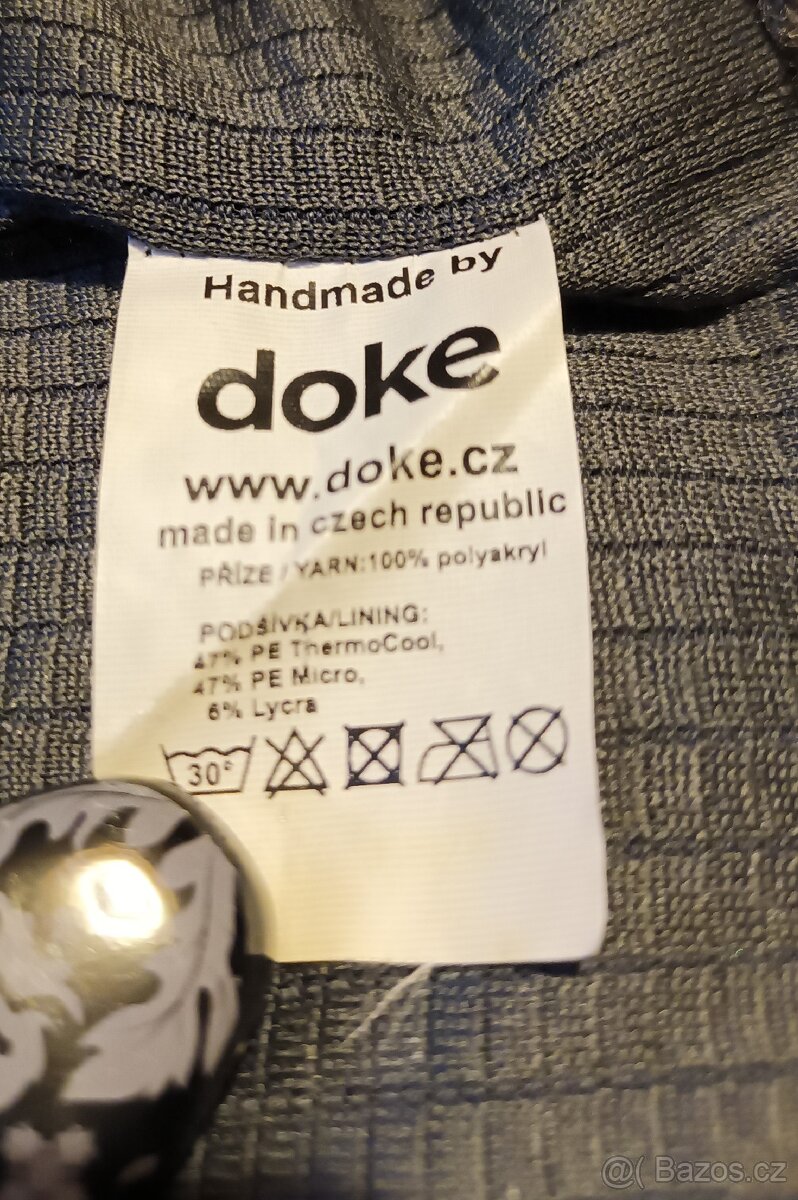 Handmade by
doke
www.doke.cz
made in czech republic
PŘÍZE / YARN:100% polyakryl
PODŠÍVKA/LINING:
47% PE ThermoCool,
47% PE Micro,
6% Lycra
30°
@( Bazos.cz